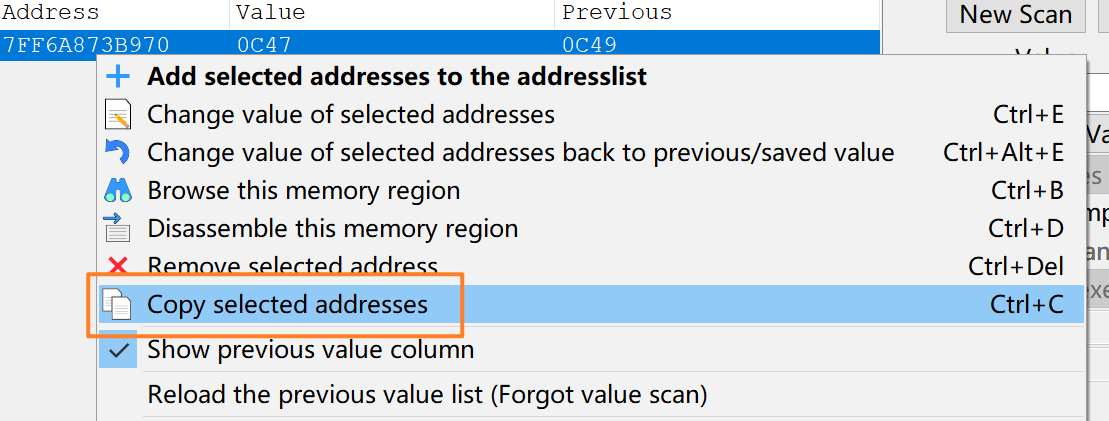 Address Value Previous New Scan
7FF6A873B970 0C47 0C49
Value
Add selected addresses to the addresslist
Change value of selected addresses Ctrl+E
Change value of selected addresses back to previous/saved value Ctrl+Alt+E
Browse this memory region Ctrl+B
Disassemble this memory region Ctrl+D
Remove selected address Ctrl+Del
Copy selected addresses Ctrl+C
Show previous value column
Reload the previous value list (Forgot value scan)